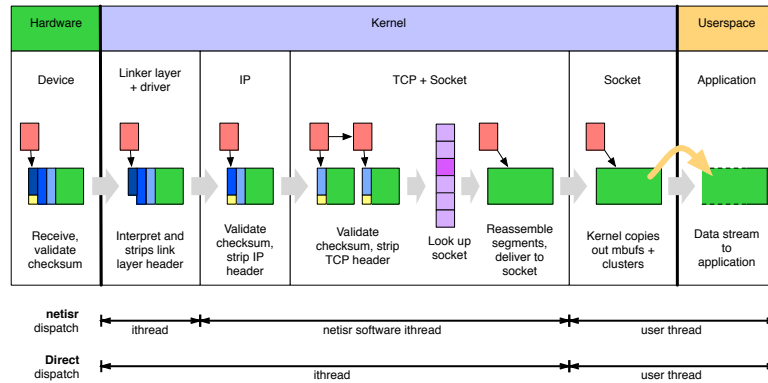 Hardware
Kernel
Userspace
Device
Linker layer
+ driver
IP
TCP + Socket
Socket
Application
Receive,
validate
checksum
Interpret and
strips link
layer header
Validate
checksum,
strip IP
header
Validate
checksum, strip
TCP header
Look up
socket
Reassemble
segments,
deliver to
socket
Kernel copies
out mbufs +
clusters
Data stream
to
application
netisr
dispatch
ithread
netisr software ithread
user thread
Direct
dispatch
ithread
user thread